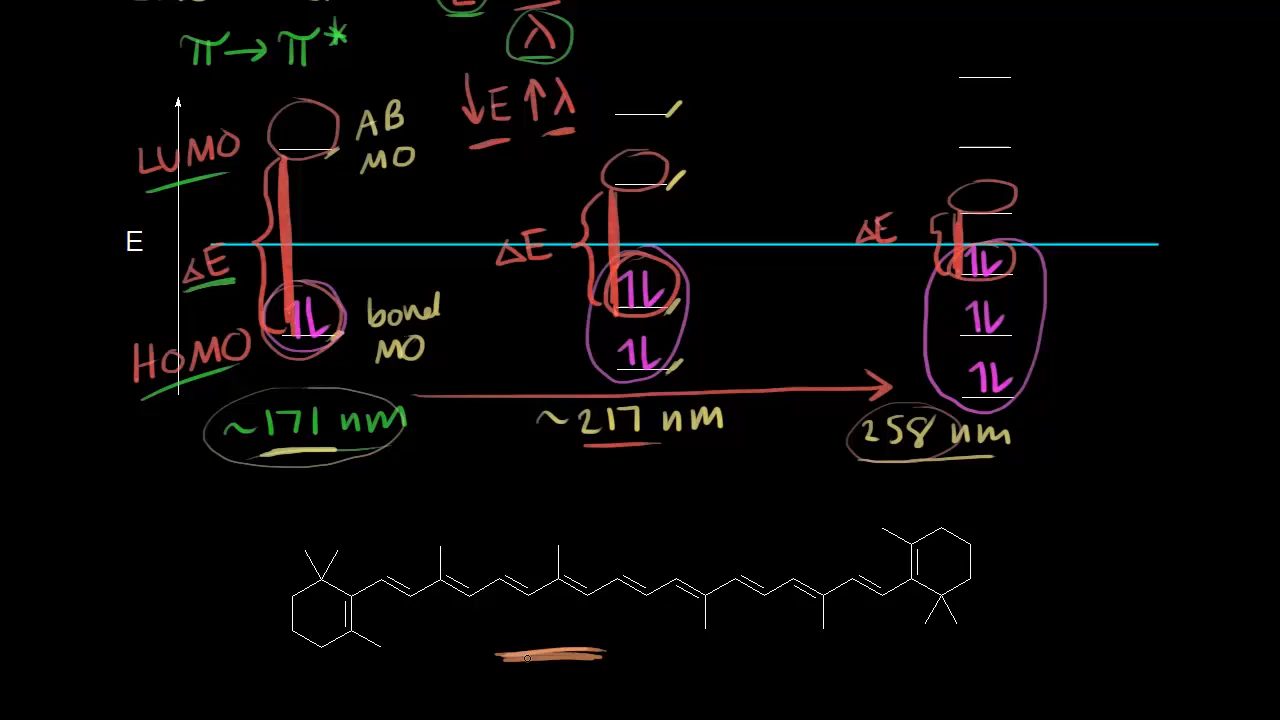 λ
π → π*
↓E ↑λ
AB
MO
LUMO
E
ΔE
ΔE
ΔE
HOMO
bond
MO
~171 nm
~217 nm
258 nm